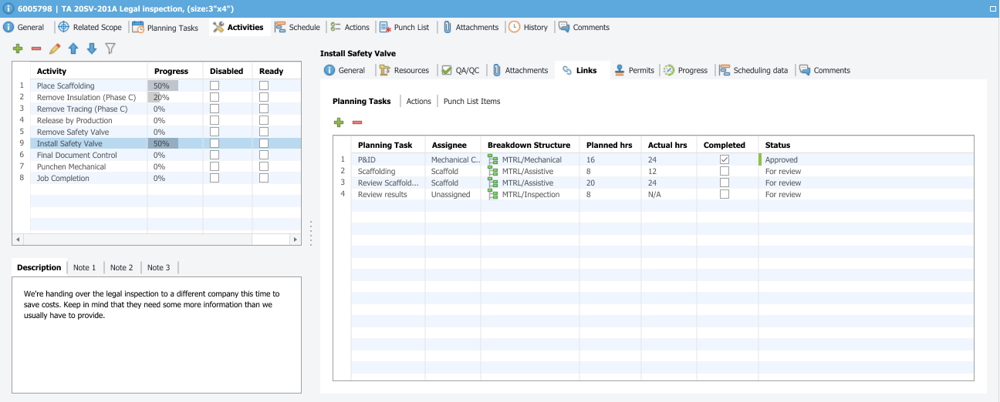 6005798 | TA 20SV-201A Legal inspection, (size:3"x4")
General Related Scope Planning Tasks Activities Schedule Actions Punch List Attachments History Comments
Activity Progress Disabled Ready
1 Place Scaffolding 50%
2 Remove Insulation (Phase C) 20%
3 Remove Tracing (Phase C) 0%
4 Release by Production 0%
5 Remove Safety Valve 0%
9 Install Safety Valve 50%
6 Final Document Control 0%
7 Punchen Mechanical 0%
8 Job Completion 0%
Description Note 1 Note 2 Note 3
We're handing over the legal inspection to a different company this time to
save costs. Keep in mind that they need some more information than we
usually have to provide.
Install Safety Valve
General Resources QA/QC Attachments Links Permits Progress Scheduling data Comments
Planning Tasks Actions Punch List Items
Planning Task Assignee Breakdown Structure Planned hrs Actual hrs Completed Status
1 P&ID Mechanical C.. MTRL/Mechanical 16 24 Approved
2 Scaffolding Scaffold MTRL/Assistive 8 12 For review
3 Review Scaffold... Scaffold MTRL/Assistive 20 24 For review
4 Review results Unassigned MTRL/Inspection 8 N/A For review